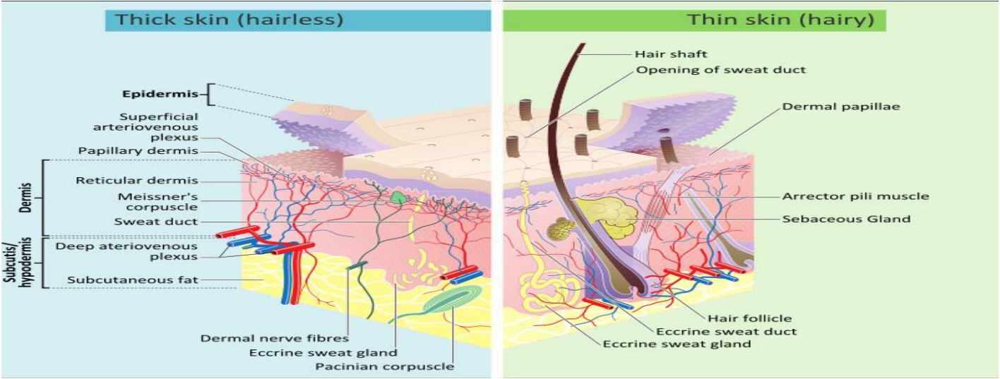 Thick skin (hairless)
Epidermis
Superficial
arteriovenous
plexus
Papillary dermis
Reticular dermis
Meissner's
corpuscle
Sweat duct
Deep ateriovenous
plexus
Subcutaneous fat
Dermis
Subcutis/
hypodermis
Dermal nerve fibres
Eccrine sweat gland
Pacinian corpuscle
Thin skin (hairy)
Hair shaft
Opening of sweat duct
Dermal papillae
Arrector pili muscle
Sebaceous Gland
Hair follicle
Eccrine sweat duct
Eccrine sweat gland